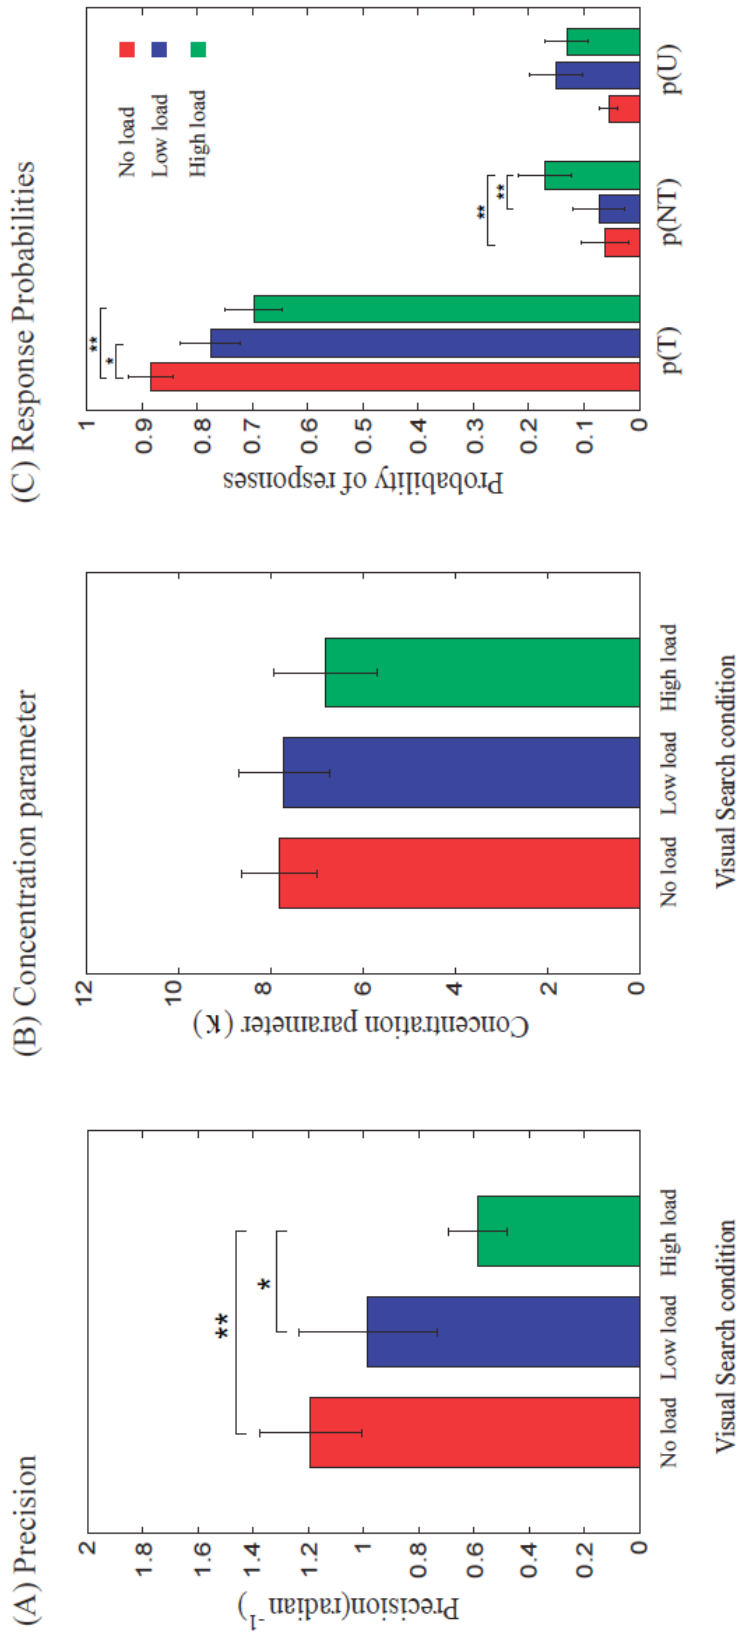 (A) Precision
Precision(radian-1)
2
1.8
1.6
1.4
1.2
1
0.8
0.6
0.4
0.2
0
**
*
No load
Low load
High load
Visual Search condition
(B) Concentration parameter
Concentration parameter (κ)
12
10
8
6
4
2
0
No load
Low load
High load
Visual Search condition
(C) Response Probabilities
Probability of responses
1
0.9
0.8
0.7
0.6
0.5
0.4
0.3
0.2
0.1
0
**
*
**
**
No load
Low load
High load
p(T)
p(NT)
p(U)